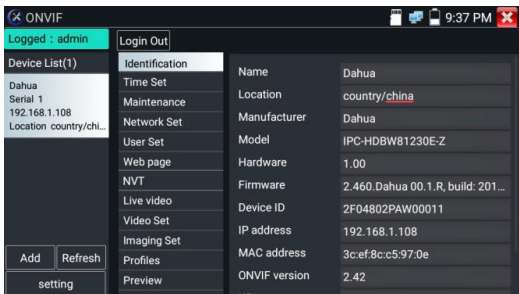 ONVIF
9:37 PM
Logged : admin
Login Out
Device List(1)
Dahua
Serial 1
192.168.1.108
Location country/chi...
Add
Refresh
setting
Identification
Time Set
Maintenance
Network Set
User Set
Web page
NVT
Live video
Video Set
Imaging Set
Profiles
Preview
Name Dahua
Location country/china
Manufacturer Dahua
Model IPC-HDBW81230E-Z
Hardware 1.00
Firmware 2.460.Dahua 00.1.R, build: 201...
Device ID 2F04802PAW00011
IP address 192.168.1.108
MAC address 3c:ef:8c:c5:97:0e
ONVIF version 2.42